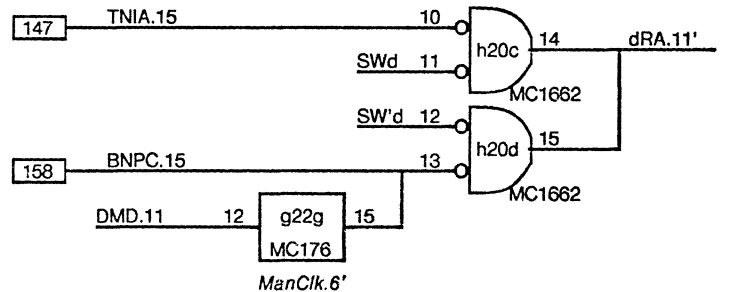 147 TNIA.15 10 h20c 14 dRA.11'
SWd 11
MC1662
SW'd 12 h20d 15
158 BNPC.15 13
MC1662
DMD.11 12 g22g 15
MC176
ManClk.6'